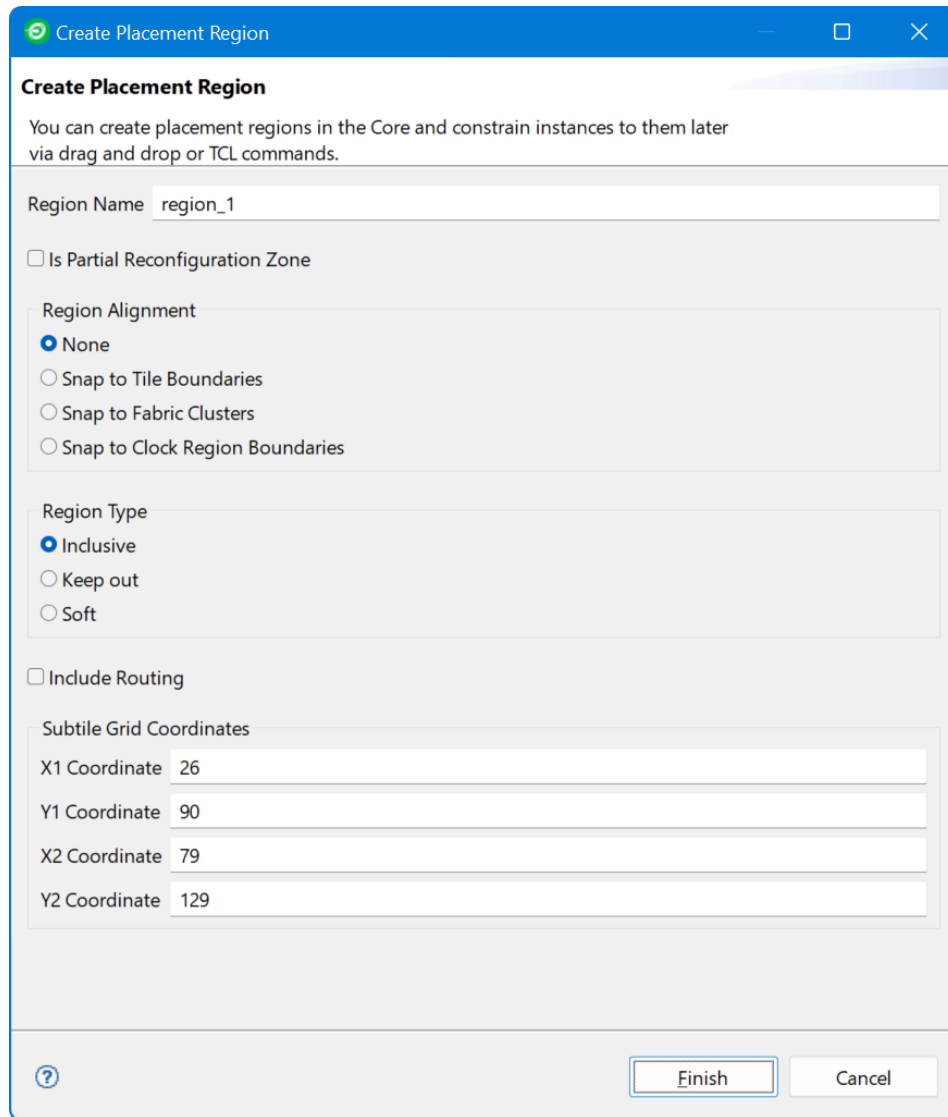 Create Placement Region
Create Placement Region
You can create placement regions in the Core and constrain instances to them later
via drag and drop or TCL commands.
Region Name region_1
Is Partial Reconfiguration Zone
Region Alignment
None
Snap to Tile Boundaries
Snap to Fabric Clusters
Snap to Clock Region Boundaries
Region Type
Inclusive
Keep out
Soft
Include Routing
Subtile Grid Coordinates
X1 Coordinate 26
Y1 Coordinate 90
X2 Coordinate 79
Y2 Coordinate 129
? Finish Cancel